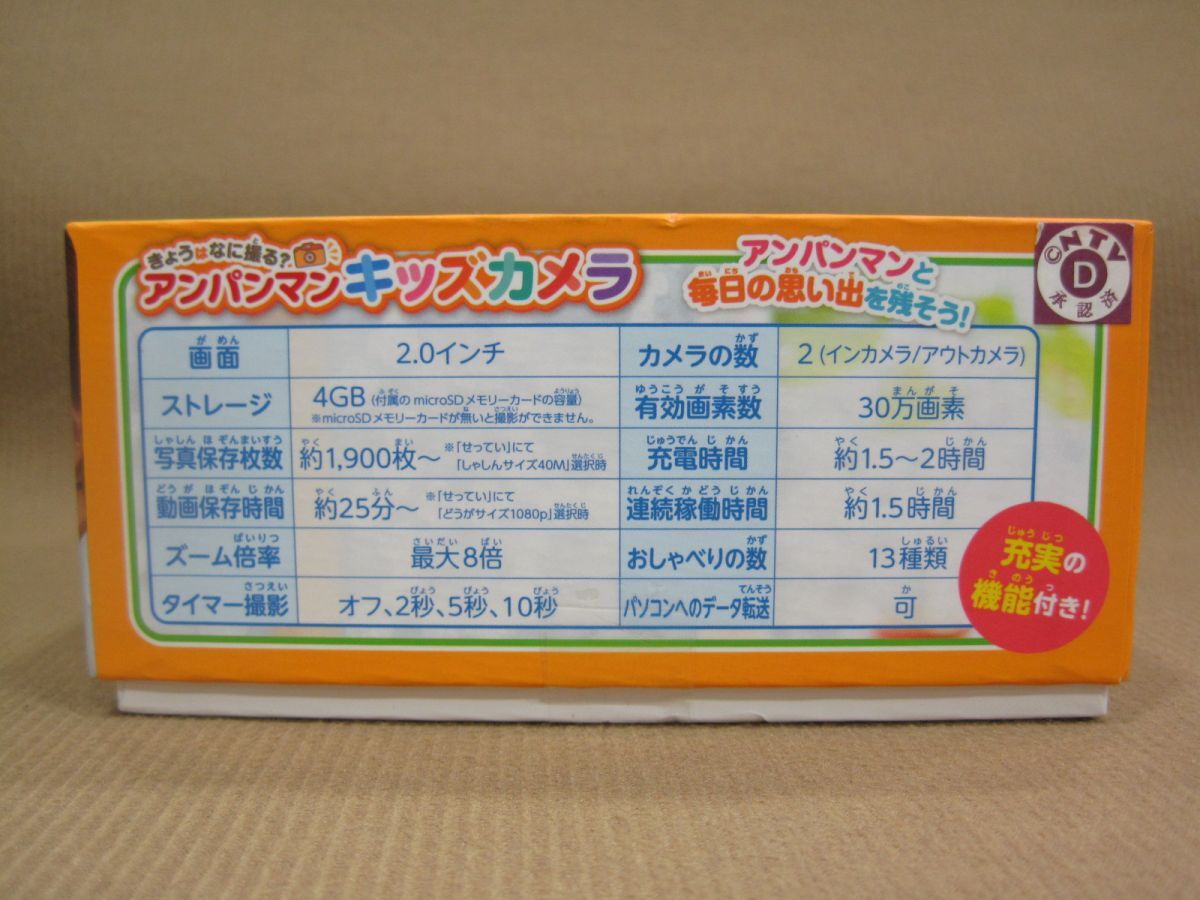 きょうはなに撮る?
アンパンマンキッズカメラ
アンパンマンと
毎日の思い出を残そう!
©NTV
D
承認済
画面 2.0インチ カメラの数 2(インカメラ/アウトカメラ)
ストレージ 4GB(付属のmicroSDメモリーカードの容量) 有効画素数 30万画素
※microSDメモリーカードが無いと撮影ができません。
写真保存枚数 約1,900枚～ ※「せってい」にて 充電時間 約1.5～2時間
「しゃしんサイズ40M」選択時
動画保存時間 約25分～ ※「せってい」にて 連続稼働時間 約1.5時間
「どうがサイズ1080p」選択時
ズーム倍率 最大8倍 おしゃべりの数 13種類
タイマー撮影 オフ、2秒、5秒、10秒 パソコンへのデータ転送 可
充実の
機能付き!